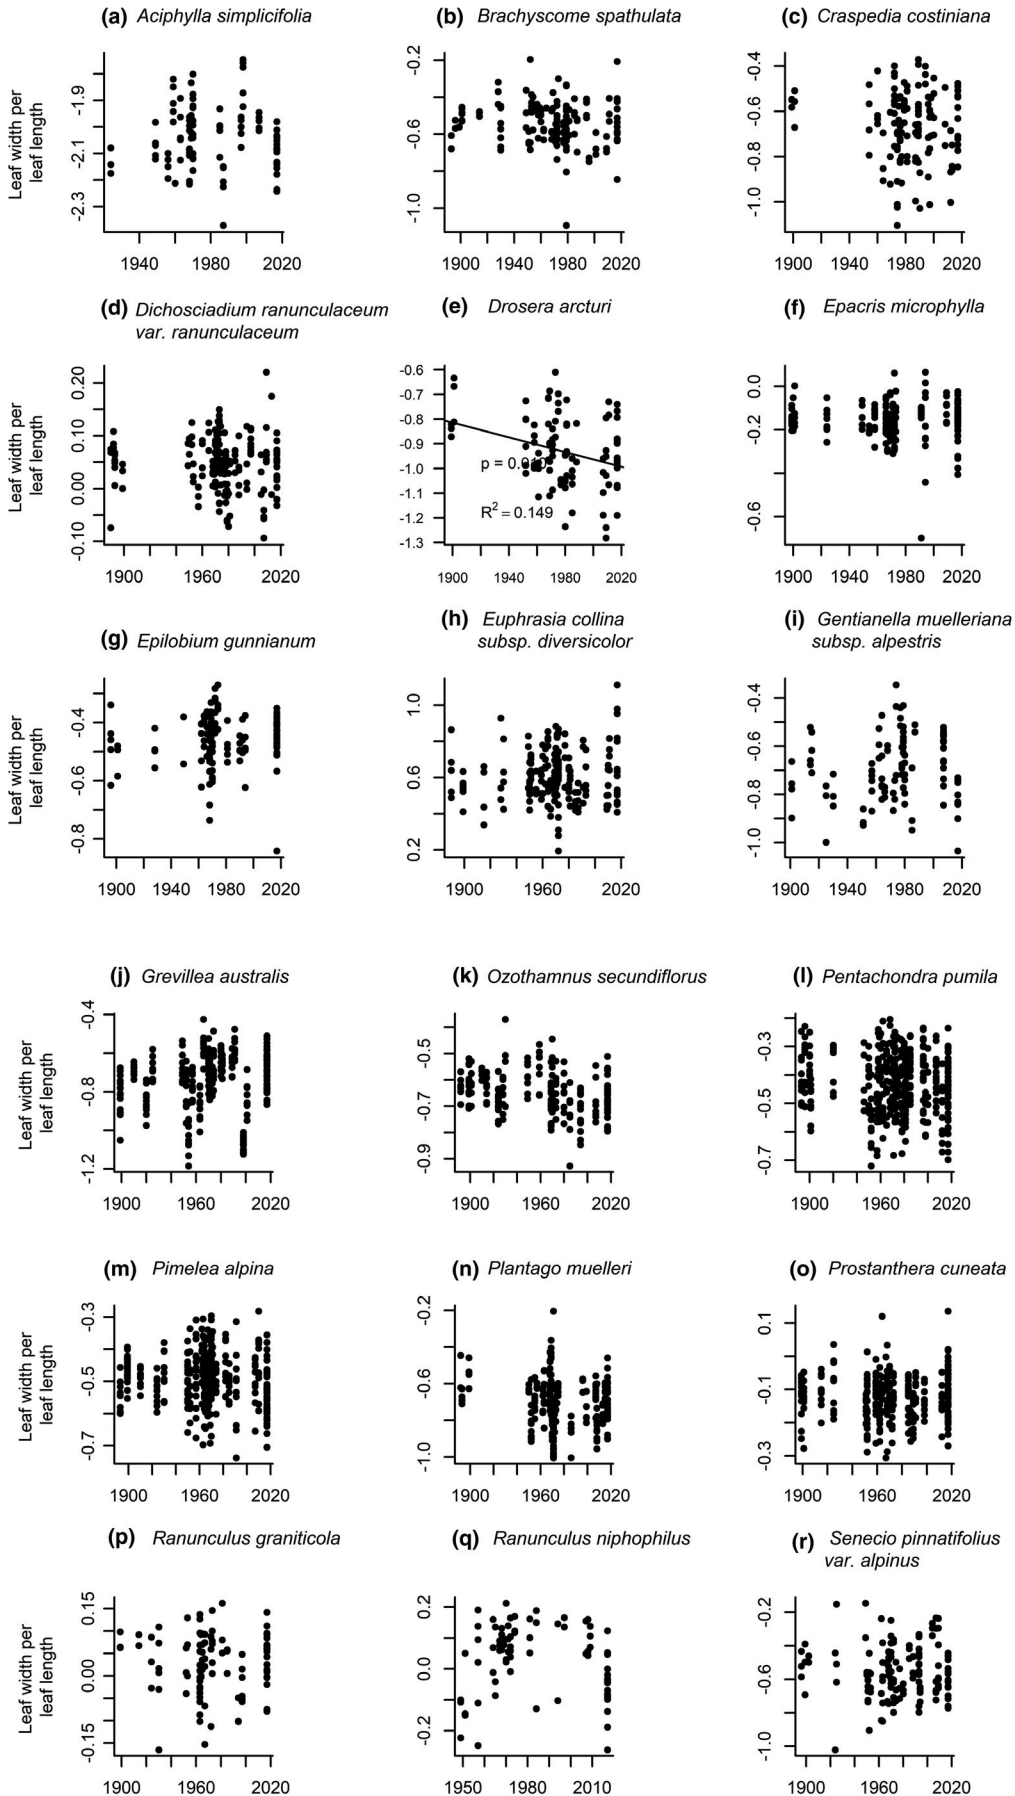 (a) Aciphylla simplicifolia
Leaf width per
leaf length
-1.9
-2.1
-2.3
1940 1980 2020
(b) Brachyscome spathulata
-0.2
-0.6
-1.0
1900 1940 1980 2020
(c) Craspedia costiniana
-0.4
-0.6
-0.8
-1.0
1900 1940 1980 2020
(d) Dichosciadium ranunculaceum
var. ranunculaceum
Leaf width per
leaf length
0.20
0.10
0.00
-0.10
1900 1960 2020
(e) Drosera arcturi
-0.6
-0.7
-0.8
-0.9
-1.0
-1.1
-1.2
-1.3
p =
R² = 0.149
1900 1940 1980 2020
(f) Epacris microphylla
0.0
-0.2
-0.6
1900 1940 1980 2020
(g) Epilobium gunnianum
Leaf width per
leaf length
-0.4
-0.6
-0.8
1900 1940 1980 2020
(h) Euphrasia collina
subsp. diversicolor
1.0
0.6
0.2
1900 1960 2020
(i) Gentianella muelleriana
subsp. alpestris
-0.4
-0.6
-0.8
-1.0
1900 1940 1980 2020
(j) Grevillea australis
Leaf width per
leaf length
-0.4
-0.8
-1.2
1900 1960 2020
(k) Ozothamnus secundiflorus
-0.5
-0.7
-0.9
1900 1960 2020
(l) Pentachondra pumila
-0.3
-0.5
-0.7
1900 1960 2020
(m) Pimelea alpina
Leaf width per
leaf length
-0.3
-0.5
-0.7
1900 1960 2020
(n) Plantago muelleri
-0.2
-0.6
-1.0
1900 1960 2020
(o) Prostanthera cuneata
0.1
-0.1
-0.3
1900 1960 2020
(p) Ranunculus graniticola
Leaf width per
leaf length
0.15
0.00
-0.15
1900 1960 2020
(q) Ranunculus niphophilus
0.2
0.0
-0.2
1950 1980 2010
(r) Senecio pinnatifolius
var. alpinus
-0.2
-0.6
-1.0
1900 1960 2020